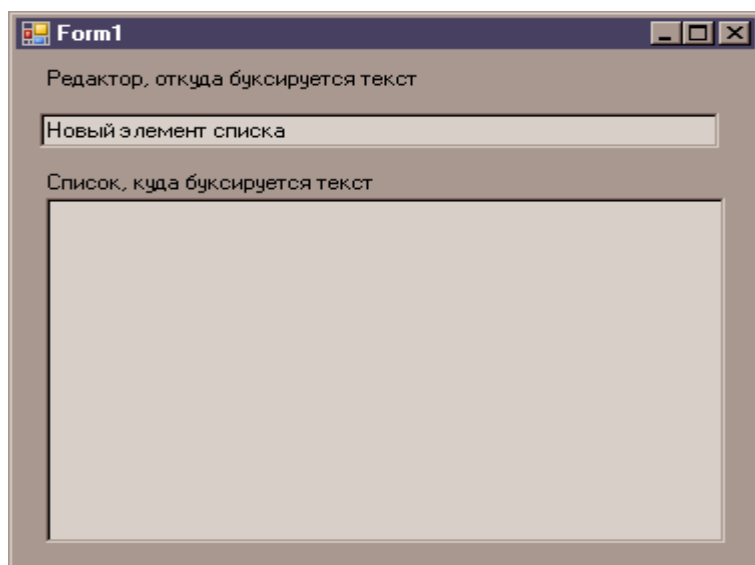 Form1
Редактор, откуда буксируется текст
Новый элемент списка
Список, куда буксируется текст